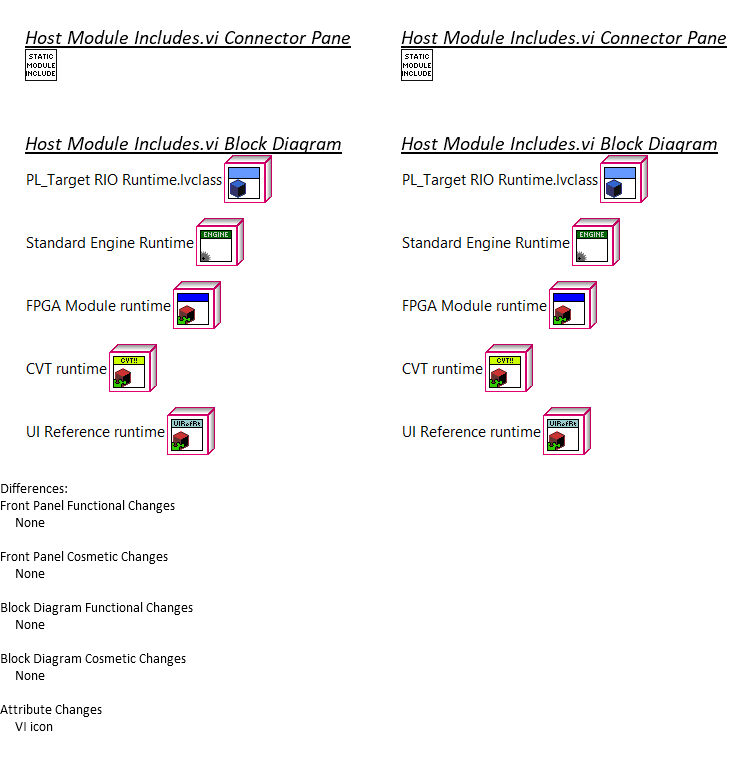 Host Module Includes.vi Connector Pane
STATIC
MODULE
INCLUDE
Host Module Includes.vi Block Diagram
PL_Target RIO Runtime.lvclass
Standard Engine Runtime
ENGINE
FPGA Module runtime
CVT runtime
CVT!!
UI Reference runtime
UIRefRt
Host Module Includes.vi Connector Pane
STATIC
MODULE
INCLUDE
Host Module Includes.vi Block Diagram
PL_Target RIO Runtime.lvclass
Standard Engine Runtime
ENGINE
FPGA Module runtime
CVT runtime
CVT!!
UI Reference runtime
UIRefRt
Differences:
Front Panel Functional Changes
None
Front Panel Cosmetic Changes
None
Block Diagram Functional Changes
None
Block Diagram Cosmetic Changes
None
Attribute Changes
VI icon